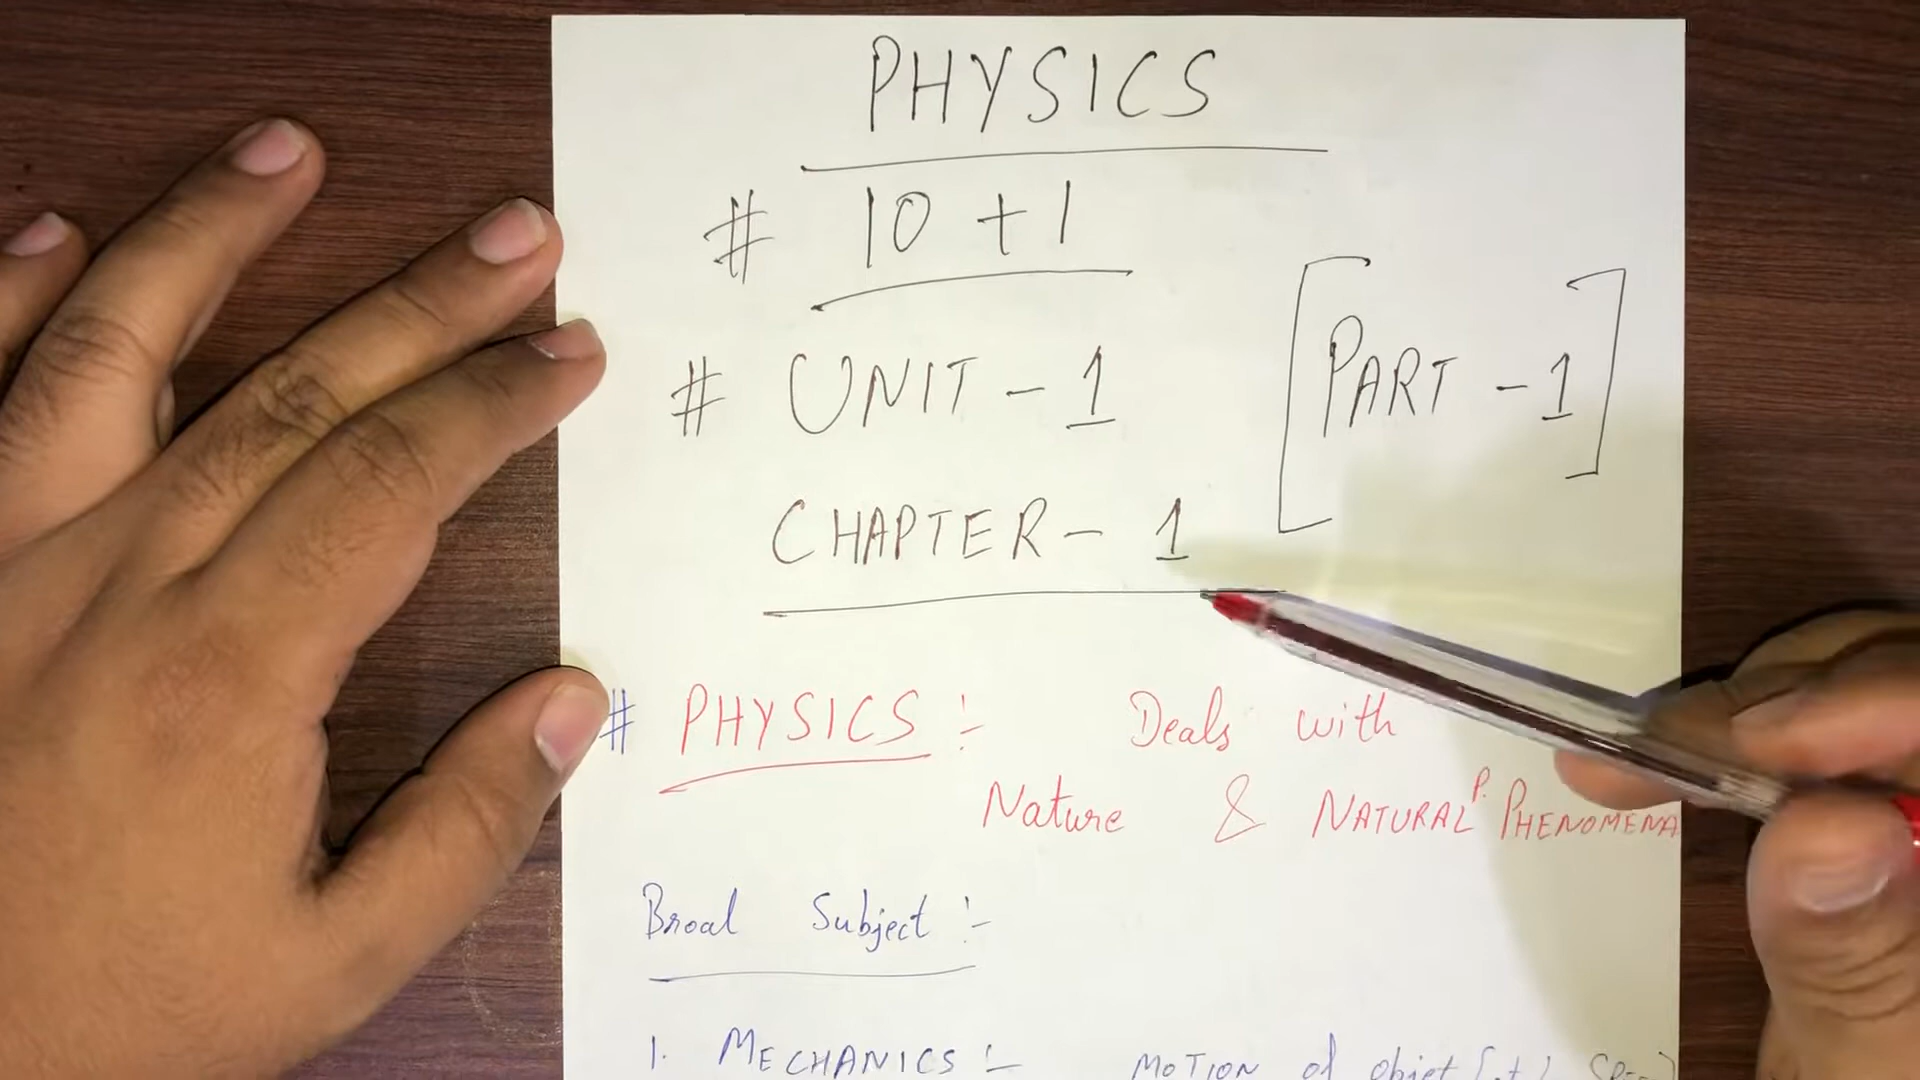 PHYSICS
# 10 + 1
# UNIT - 1 [PART - 1]
CHAPTER - 1
# PHYSICS :- Deals with
Nature & NATURAL P. PHENOMENA
Broad Subject :-
1. MECHANICS :- MOTION of objet